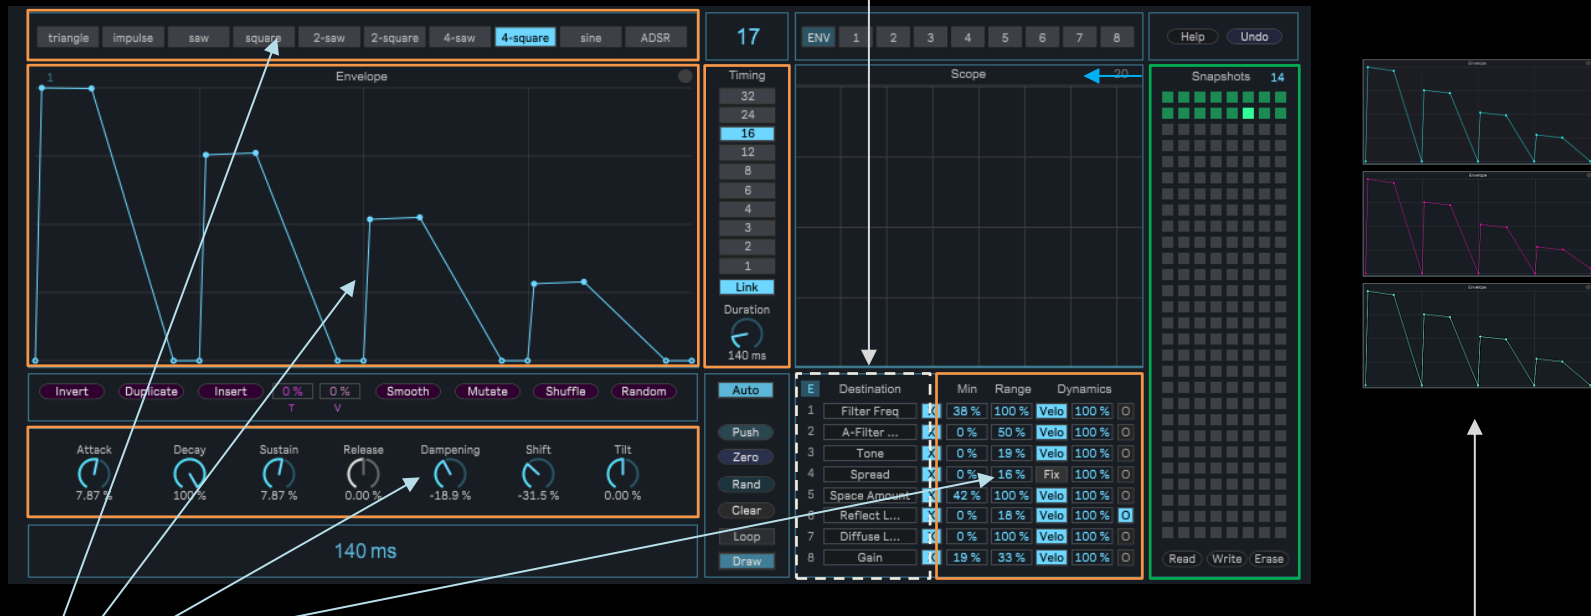 triangle impulse saw square 2-saw 2-square 4-saw 4-square sine ADSR
17
ENV 1 2 3 4 5 6 7 8
Help Undo
1 Envelope
Timing
32
24
16
12
8
6
4
3
2
1
Link
Duration
140 ms
Scope 20
Snapshots 14
Read Write Erase
Invert Duplicate Insert 0 % 0 % Smooth Mutate Shuffle Random
T V
Attack Decay Sustain Release Dampening Shift Tilt
7.87 % 100 % 7.87 % 0.00 % -18.9 % -31.5 % 0.00 %
140 ms
Auto
Push
Zero
Rand
Clear
Loop
Draw
E Destination Min Range Dynamics
1 Filter Freq X 38 % 100 % Velo 100 % O
2 A-Filter ... X 0 % 50 % Velo 100 % O
3 Tone X 0 % 19 % Velo 100 % O
4 Spread X 0 % 16 % Fix 100 % O
5 Space Amount X 42 % 100 % Velo 100 % O
6 Reflect L... X 0 % 18 % Velo 100 % O
7 Diffuse L... X 0 % 100 % Velo 100 % O
8 Gain X 19 % 33 % Velo 100 % O
Envelope
Envelope
Envelope